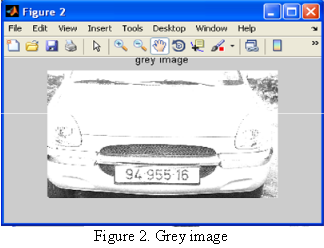 Figure 2
File Edit View Insert Tools Desktop Window Help
grey image
94-955-16
Figure 2. Grey image